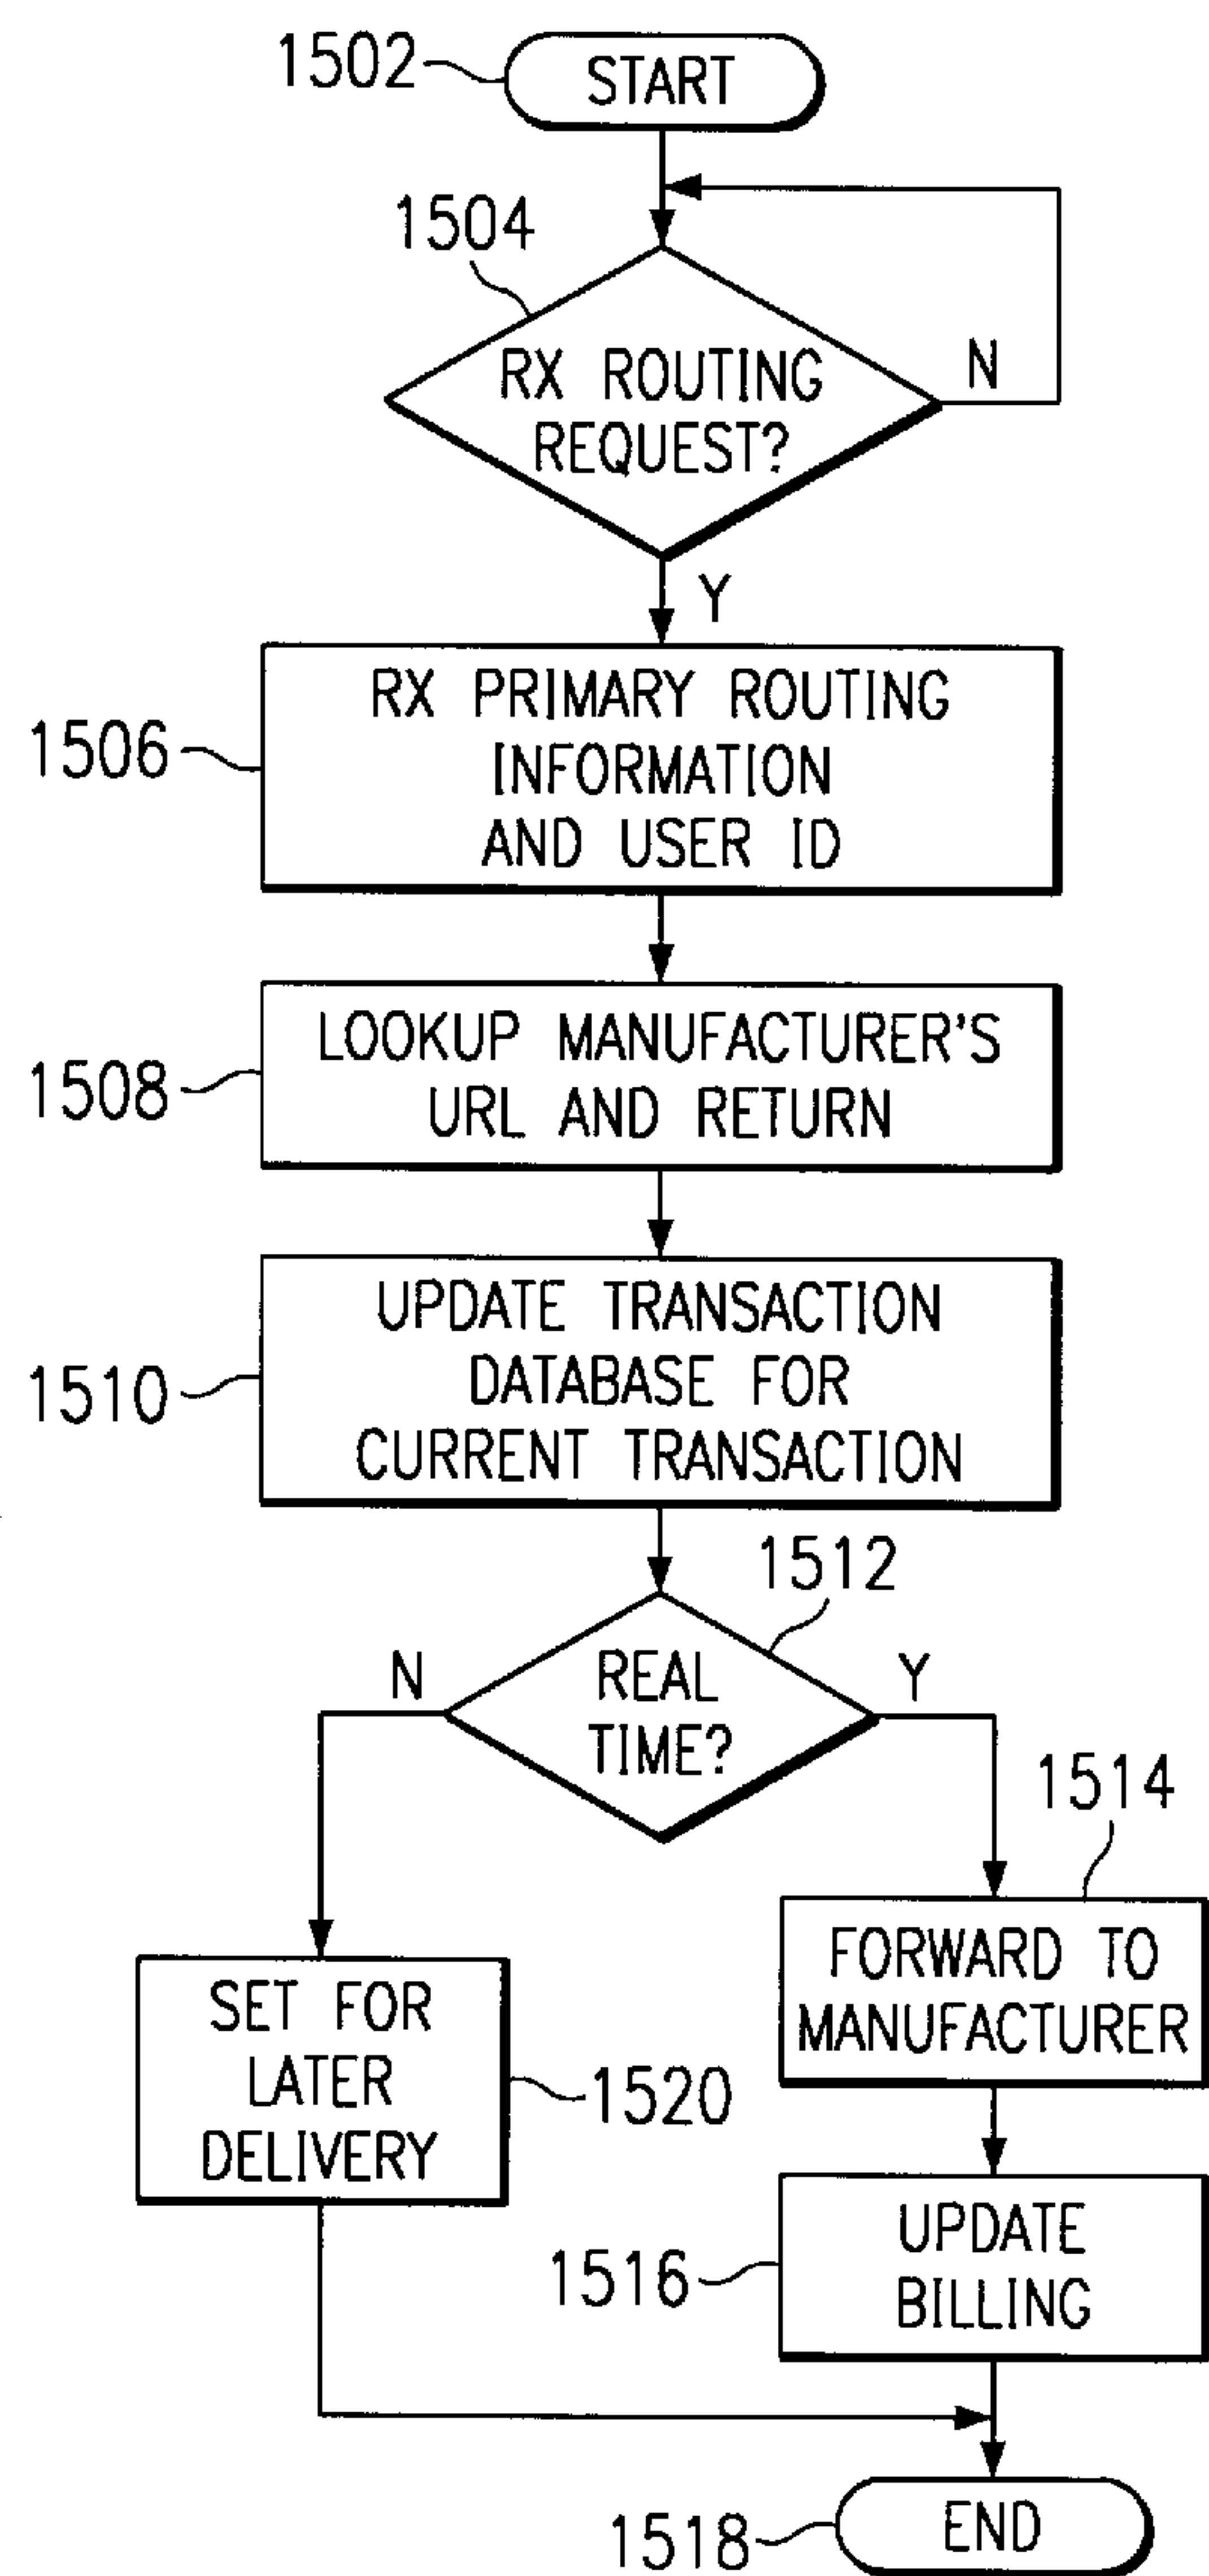 1502
START
1504
RX ROUTING
REQUEST?
N
Y
RX PRIMARY ROUTING
INFORMATION
AND USER ID
1506
LOOKUP MANUFACTURER'S
URL AND RETURN
1508
UPDATE TRANSACTION
DATABASE FOR
CURRENT TRANSACTION
1510
1512
N
REAL
TIME?
Y
1514
FORWARD TO
MANUFACTURER
SET FOR
LATER
DELIVERY
1520
UPDATE
BILLING
1516
END
1518